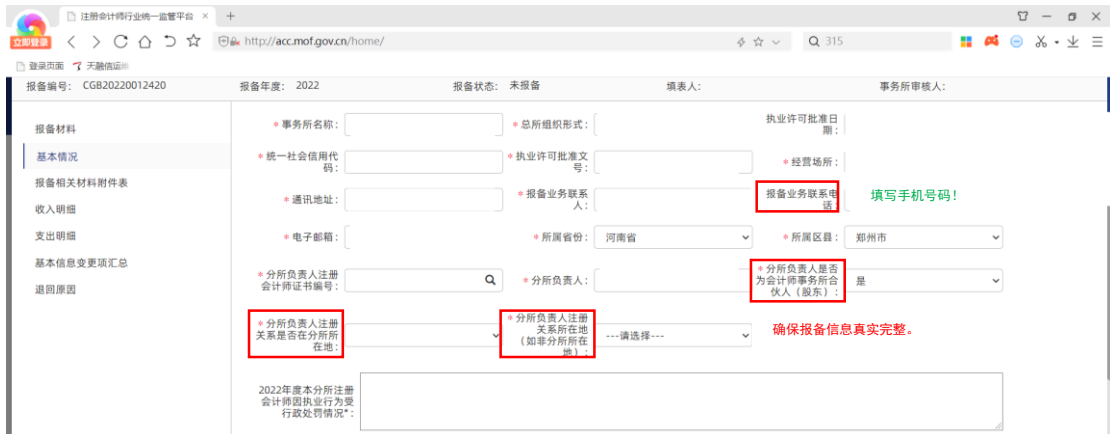 注册会计师行业统一监管平台 × +
立即登录
http://acc.mof.gov.cn/home/
315
登录页面
天融信运
报备编号： CGB20220012420 报备年度： 2022 报备状态： 未报备 填表人： 事务所审核人：
报备材料
基本情况
报备相关材料附件表
收入明细
支出明细
基本信息变更项汇总
退回原因
* 事务所名称：
* 总所组织形式：
执业许可批准日
期：
* 统一社会信用代
码：
* 执业许可批准文
号：
* 经营场所：
* 通讯地址：
* 报备业务联系
人：
报备业务联系电
话：
填写手机号码！
* 电子邮箱：
* 所属省份： 河南省
* 所属区县： 郑州市
* 分所负责人注册
会计师证书编号：
* 分所负责人：
* 分所负责人是否
为会计师事务所合
伙人（股东）：
是
* 分所负责人注册
关系是否在分所所
在地：
* 分所负责人注册
关系所在地
（如非分所所在
地）：
---请选择---
确保报备信息真实完整。
2022年度本分所注册
会计师因执业行为受
行政处罚情况*：